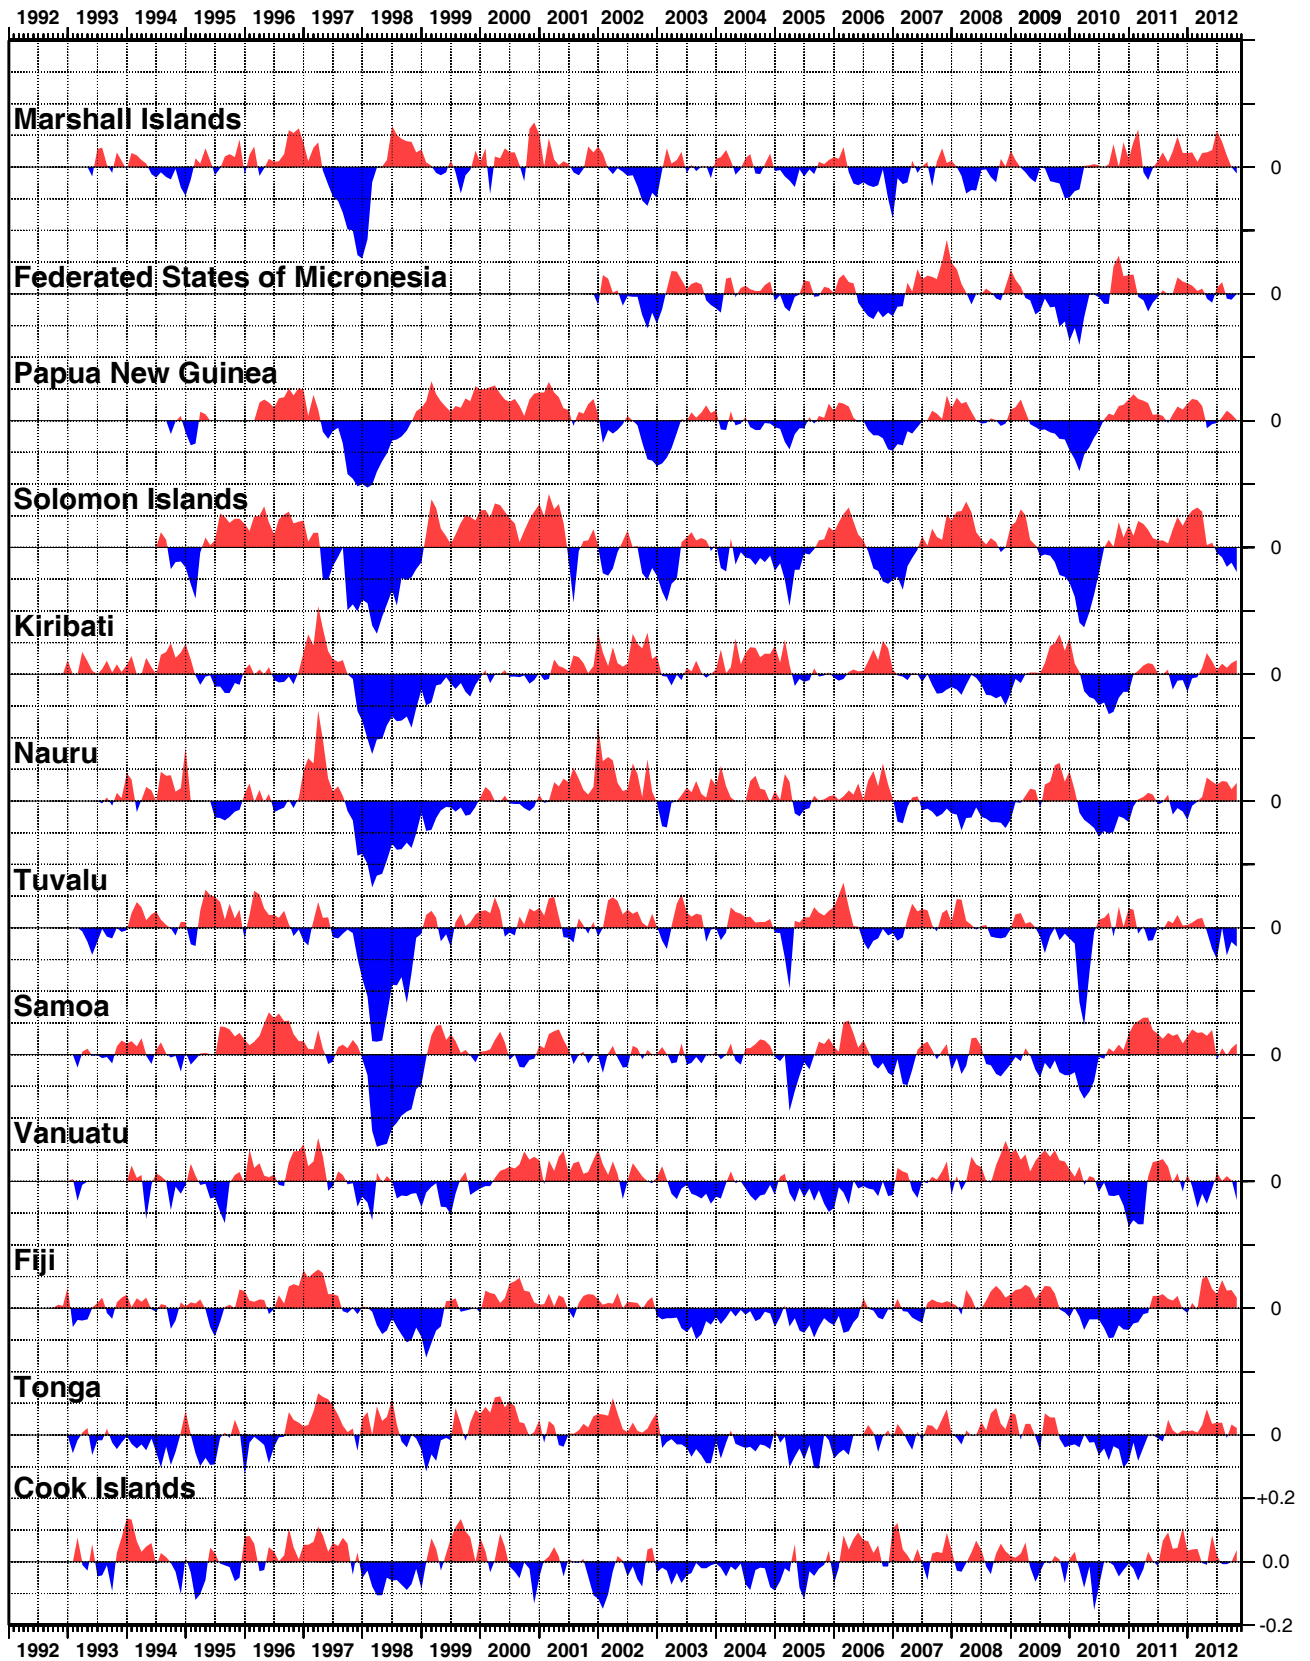 1992 1993 1994 1995 1996 1997 1998 1999 2000 2001 2002 2003 2004 2005 2006 2007 2008 2009 2010 2011 2012
Marshall Islands
0
Federated States of Micronesia
0
Papua New Guinea
0
Solomon Islands
0
Kiribati
0
Nauru
0
Tuvalu
0
Samoa
0
Vanuatu
0
Fiji
0
Tonga
0
Cook Islands
+0.2
0.0
-0.2
1992 1993 1994 1995 1996 1997 1998 1999 2000 2001 2002 2003 2004 2005 2006 2007 2008 2009 2010 2011 2012